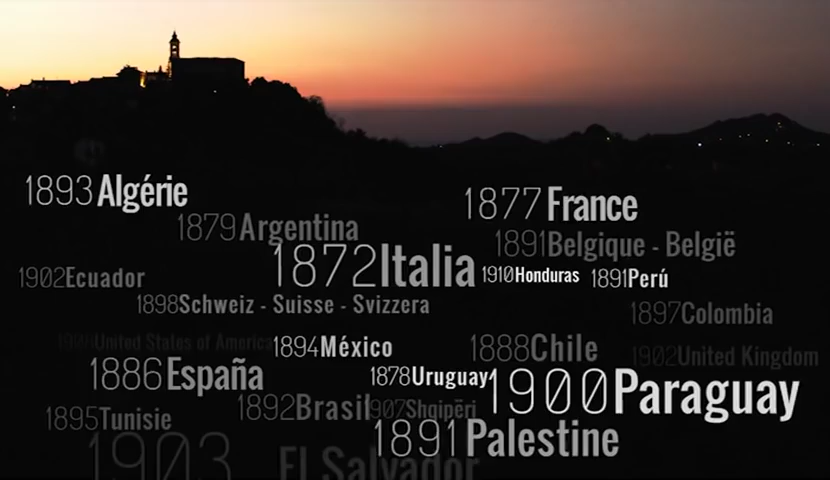 1893 Algérie
1877 France
1879 Argentina
1891 Belgique - België
1872 Italia
1902 Ecuador
1910 Honduras
1891 Perú
1898 Schweiz - Suisse - Svizzera
1897 Colombia
United States of America
1894 México
1888 Chile
1902 United Kingdom
1886 España
1878 Uruguay
1900 Paraguay
1892 Brasil
907 Shqipëri
1895 Tunisie
1891 Palestine
1903 El Salvador